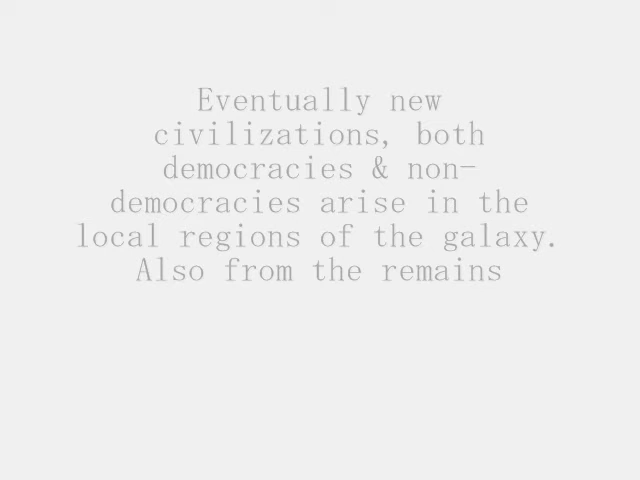 Eventually new
civilizations, both
democracies & non-
democracies arise in the
local regions of the galaxy.
Also from the remains